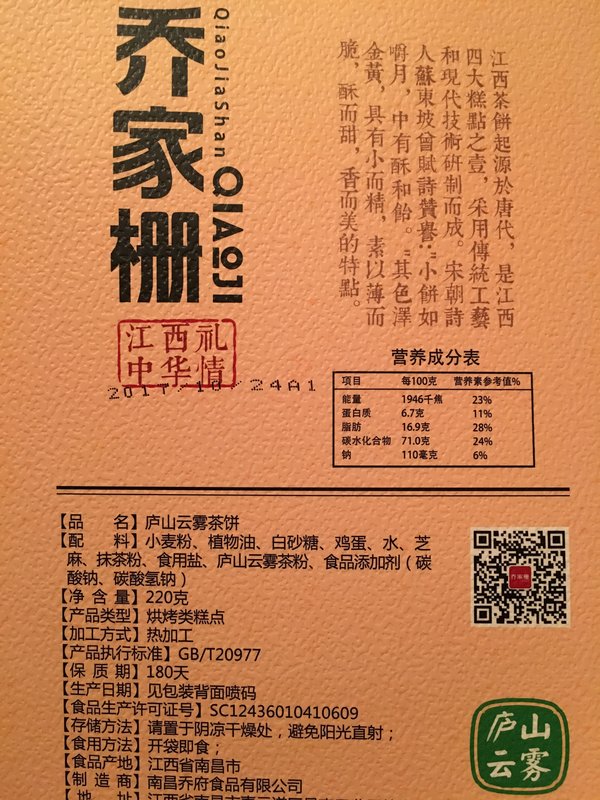 乔家栅
QiaoJiaShan
QIAOJI
江西茶餅起源於唐代，是江西
四大糕點之壹，采用傳統工藝
和現代技術研制而成。宋朝詩
人蘇東坡曾賦詩贊譽："小餅如
嚼月，中有酥和飴。"其色澤
金黃，具有小而精，素以薄而
脆，酥而甜，香而美的特點。
江西礼
中华情
2017/10/24A1
营养成分表
项目 每100克 营养素参考值%
能量 1946千焦 23%
蛋白质 6.7克 11%
脂肪 16.9克 28%
碳水化合物 71.0克 24%
钠 110毫克 6%
【品 名】庐山云雾茶饼
【配 料】小麦粉、植物油、白砂糖、鸡蛋、水、芝
麻、抹茶粉、食用盐、庐山云雾茶粉、食品添加剂（碳
酸钠、碳酸氢钠）
【净 含 量】220克
【产品类型】烘烤类糕点
【加工方式】热加工
【产品执行标准】GB/T20977
【保 质 期】180天
【生产日期】见包装背面喷码
【食品生产许可证号】SC12436010410609
【存储方法】请置于阴凉干燥处，避免阳光直射；
【食用方法】开袋即食；
【食品产地】江西省南昌市
【制 造 商】南昌乔府食品有限公司
【地 址】江西省南昌市
乔家栅
庐山
云雾